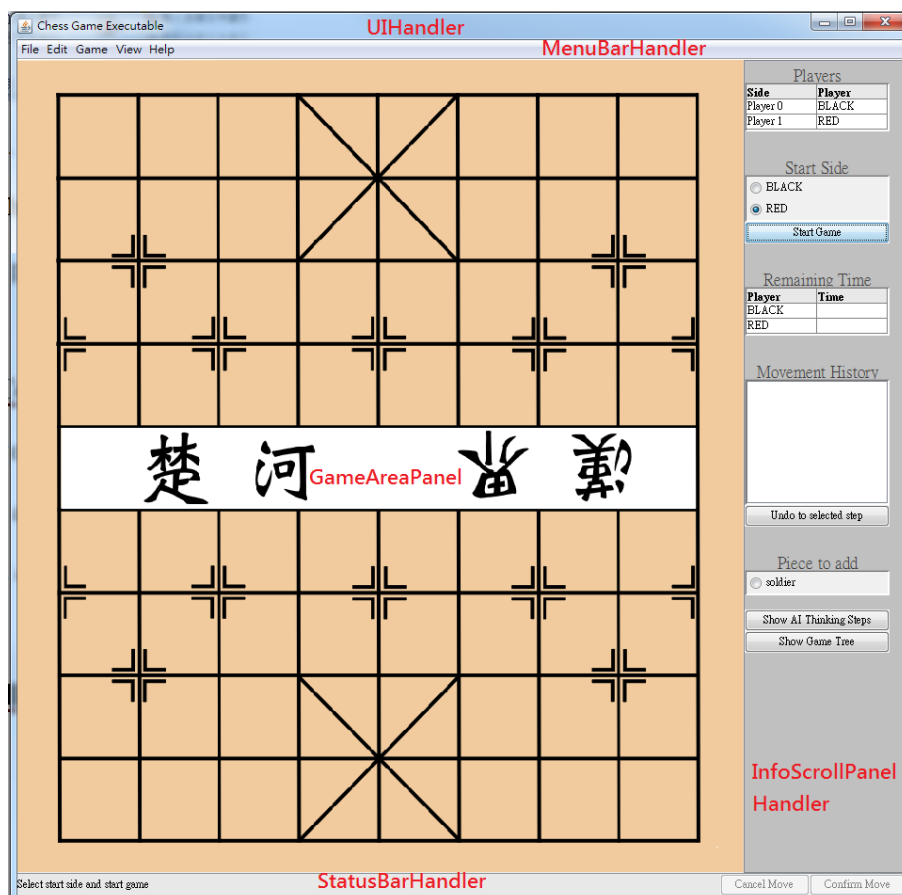 Chess Game Executable
UIHandler
File Edit Game View Help
MenuBarHandler
Players
Side Player
Player 0 BLACK
Player 1 RED
Start Side
BLACK
RED
Start Game
Remaining Time
Player Time
BLACK
RED
Movement History
楚河
GameAreaPanel
漢界
Undo to selected step
Piece to add
soldier
Show AI Thinking Steps
Show Game Tree
InfoScrollPanel
Handler
Select start side and start game
StatusBarHandler
Cancel Move
Confirm Move